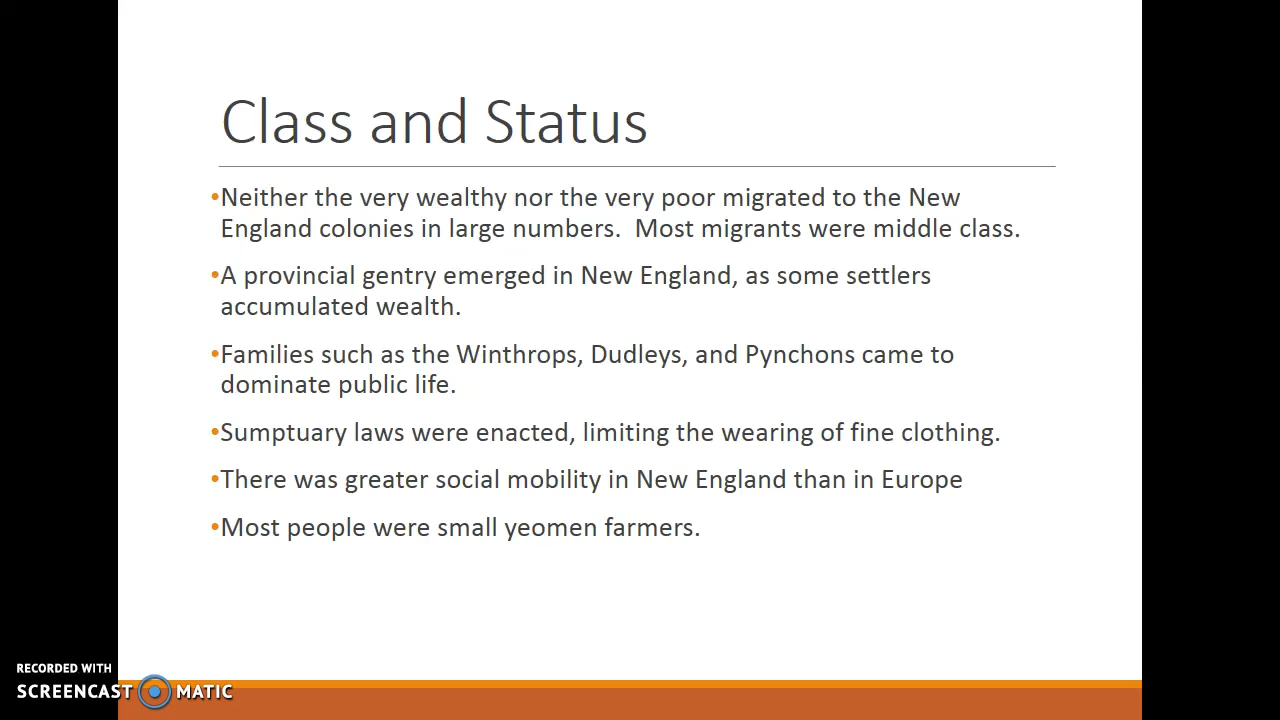 Class and Status
•Neither the very wealthy nor the very poor migrated to the New
England colonies in large numbers.  Most migrants were middle class.
•A provincial gentry emerged in New England, as some settlers
accumulated wealth.
•Families such as the Winthrops, Dudleys, and Pynchons came to
dominate public life.
•Sumptuary laws were enacted, limiting the wearing of fine clothing.
•There was greater social mobility in New England than in Europe
•Most people were small yeomen farmers.
RECORDED WITH
SCREENCAST MATIC